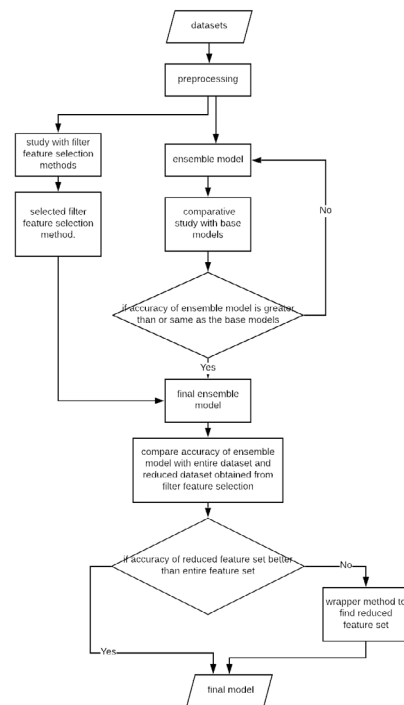 datasets
preprocessing
study with filter
feature selection
methods
ensemble model
selected filter
feature selection
method.
comparative
study with base
models
No
if accuracy of ensemble model is greater
than or same as the base models
Yes
final ensemble
model
compare accuracy of ensemble
model with entire dataset and
reduced dataset obtained from
filter feature selection
if accuracy of reduced feature set better
than entire feature set
No
wrapper method to
find reduced
feature set
Yes
final model